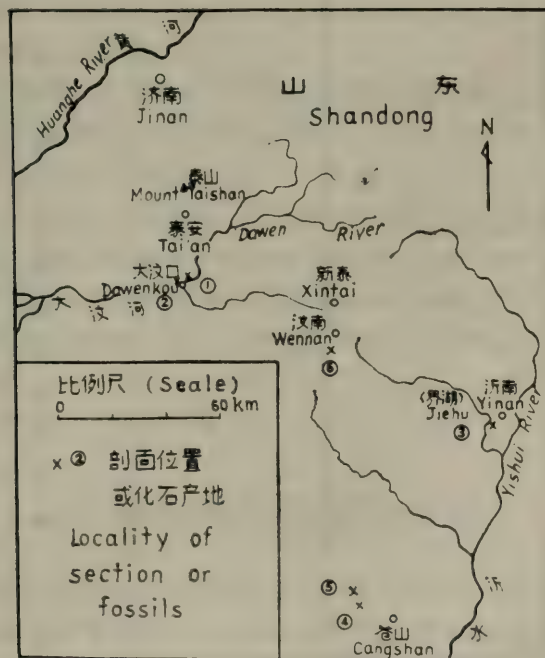 Huanghe River 黄 河
济南
Jinan
山 东
Shandong
N
泰山
Mount Taishan
泰安
Tai'an
Dawen River
大汶口
Dawenkou
①
②
大 汶 河
新泰
Xintai
汶南
Wennan
⑥
(界湖)
Jiehu
③
沂南
Yinan
Yishui River
沂
水
⑤
④
苍山
Cangshan
比例尺 (Seale)
0 60 km
x ② 剖面位置
或化石产地
Locality of
section or
fossils